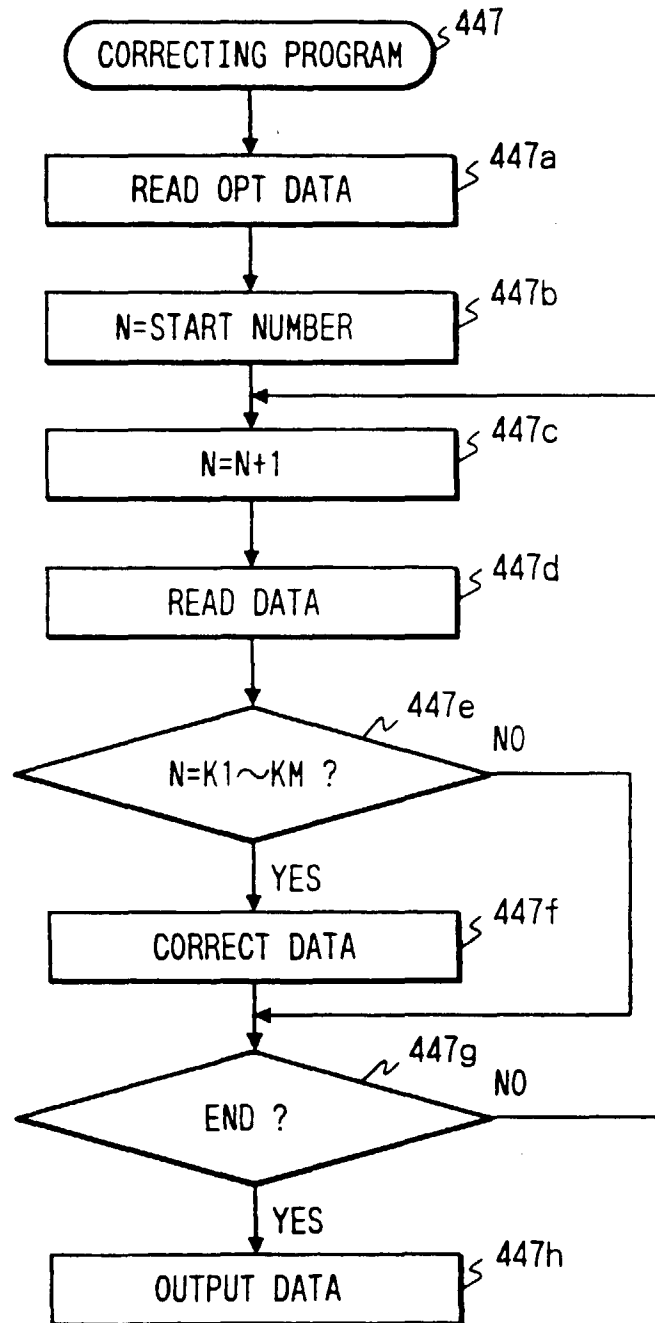 447
CORRECTING PROGRAM
447a
READ OPT DATA
447b
N=START NUMBER
447c
N=N+1
447d
READ DATA
447e
NO
N=K1~KM ?
YES
447f
CORRECT DATA
447g
NO
END ?
YES
447h
OUTPUT DATA